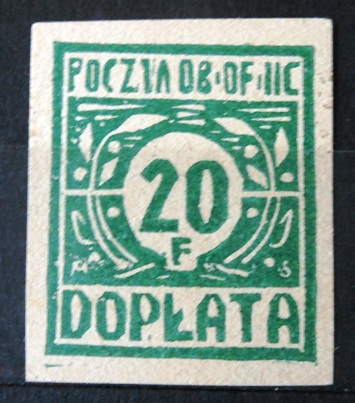 POCZTA OB·OF·IIC
20
F
M S
DOPŁATA